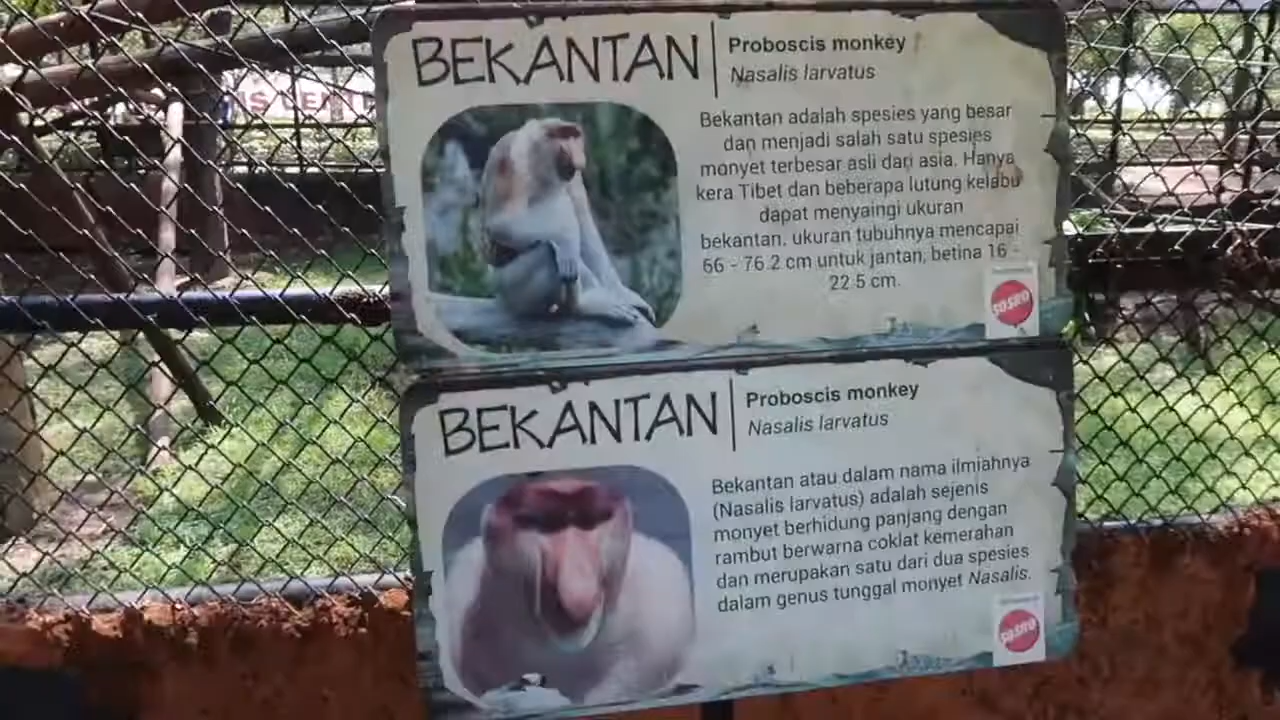 BEKANTAN
Proboscis monkey
Nasalis larvatus
Bekantan adalah spesies yang besar
dan menjadi salah satu spesies
monyet terbesar asli dari asia. Hanya
kera Tibet dan beberapa lutung kelabu
dapat menyaingi ukuran
bekantan. ukuran tubuhnya mencapai
66 - 76.2 cm untuk jantan, betina 16 -
22.5 cm.
SOSRO
BEKANTAN
Proboscis monkey
Nasalis larvatus
Bekantan atau dalam nama ilmiahnya
(Nasalis larvatus) adalah sejenis
monyet berhidung panjang dengan
rambut berwarna coklat kemerahan
dan merupakan satu dari dua spesies
dalam genus tunggal monyet Nasalis.
SOSRO